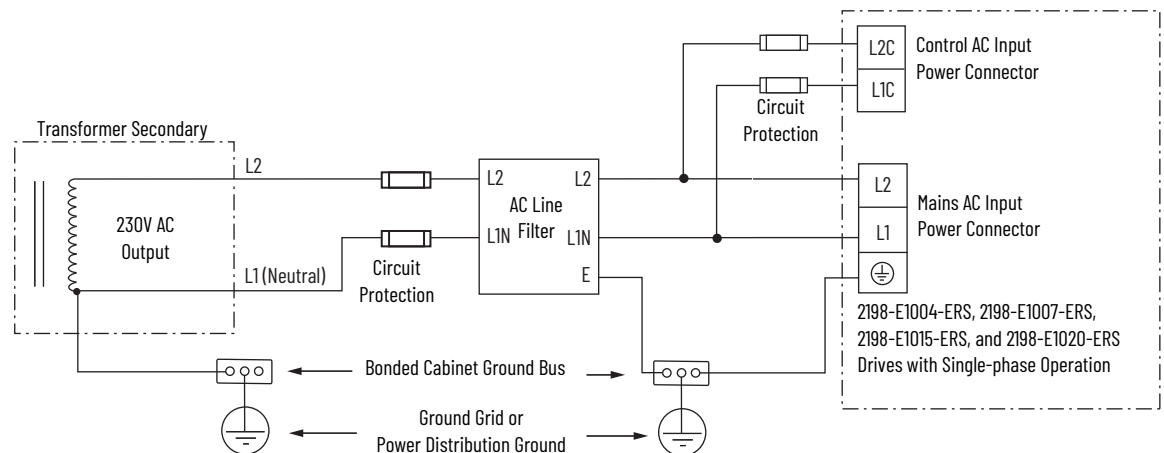 Transformer Secondary
L2
230V AC
Output
L1 (Neutral)
Circuit
Protection
L2
L2
AC Line
Filter
L1N
L1N
E
Circuit
Protection
L2C
L1C
Control AC Input
Power Connector
L2
L1
Mains AC Input
Power Connector
2198-E1004-ERS, 2198-E1007-ERS,
2198-E1015-ERS, and 2198-E1020-ERS
Drives with Single-phase Operation
Bonded Cabinet Ground Bus
Ground Grid or
Power Distribution Ground